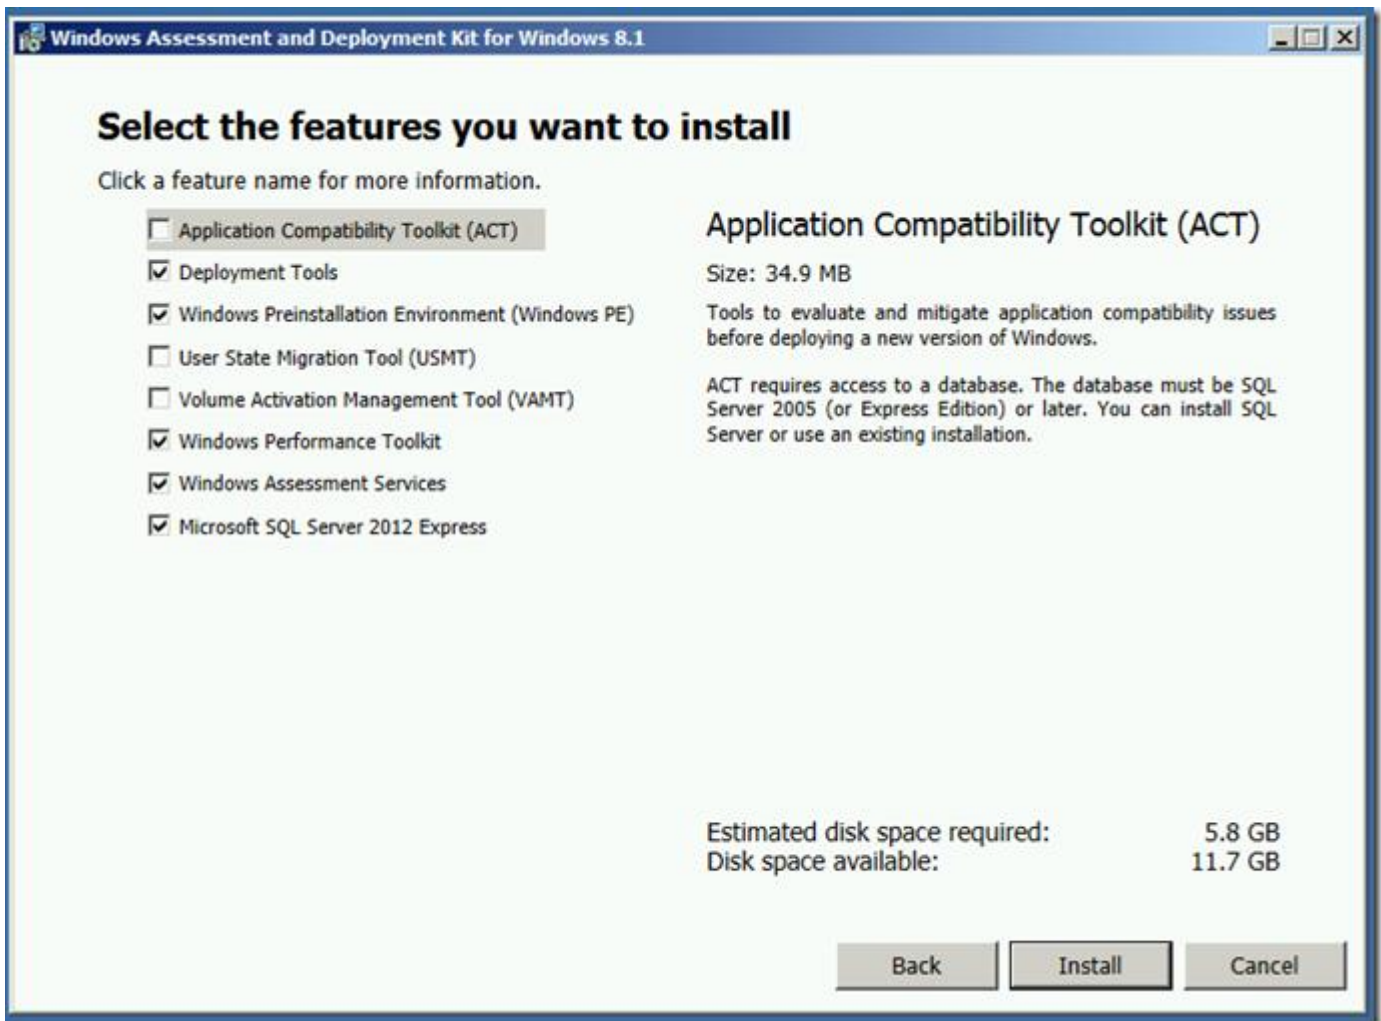 Windows Assessment and Deployment Kit for Windows 8.1
Select the features you want to install
Click a feature name for more information.
Application Compatibility Toolkit (ACT)
Deployment Tools
Windows Preinstallation Environment (Windows PE)
User State Migration Tool (USMT)
Volume Activation Management Tool (VAMT)
Windows Performance Toolkit
Windows Assessment Services
Microsoft SQL Server 2012 Express
Application Compatibility Toolkit (ACT)
Size: 34.9 MB
Tools to evaluate and mitigate application compatibility issues
before deploying a new version of Windows.
ACT requires access to a database. The database must be SQL
Server 2005 (or Express Edition) or later. You can install SQL
Server or use an existing installation.
Estimated disk space required: 5.8 GB
Disk space available: 11.7 GB
Back Install Cancel